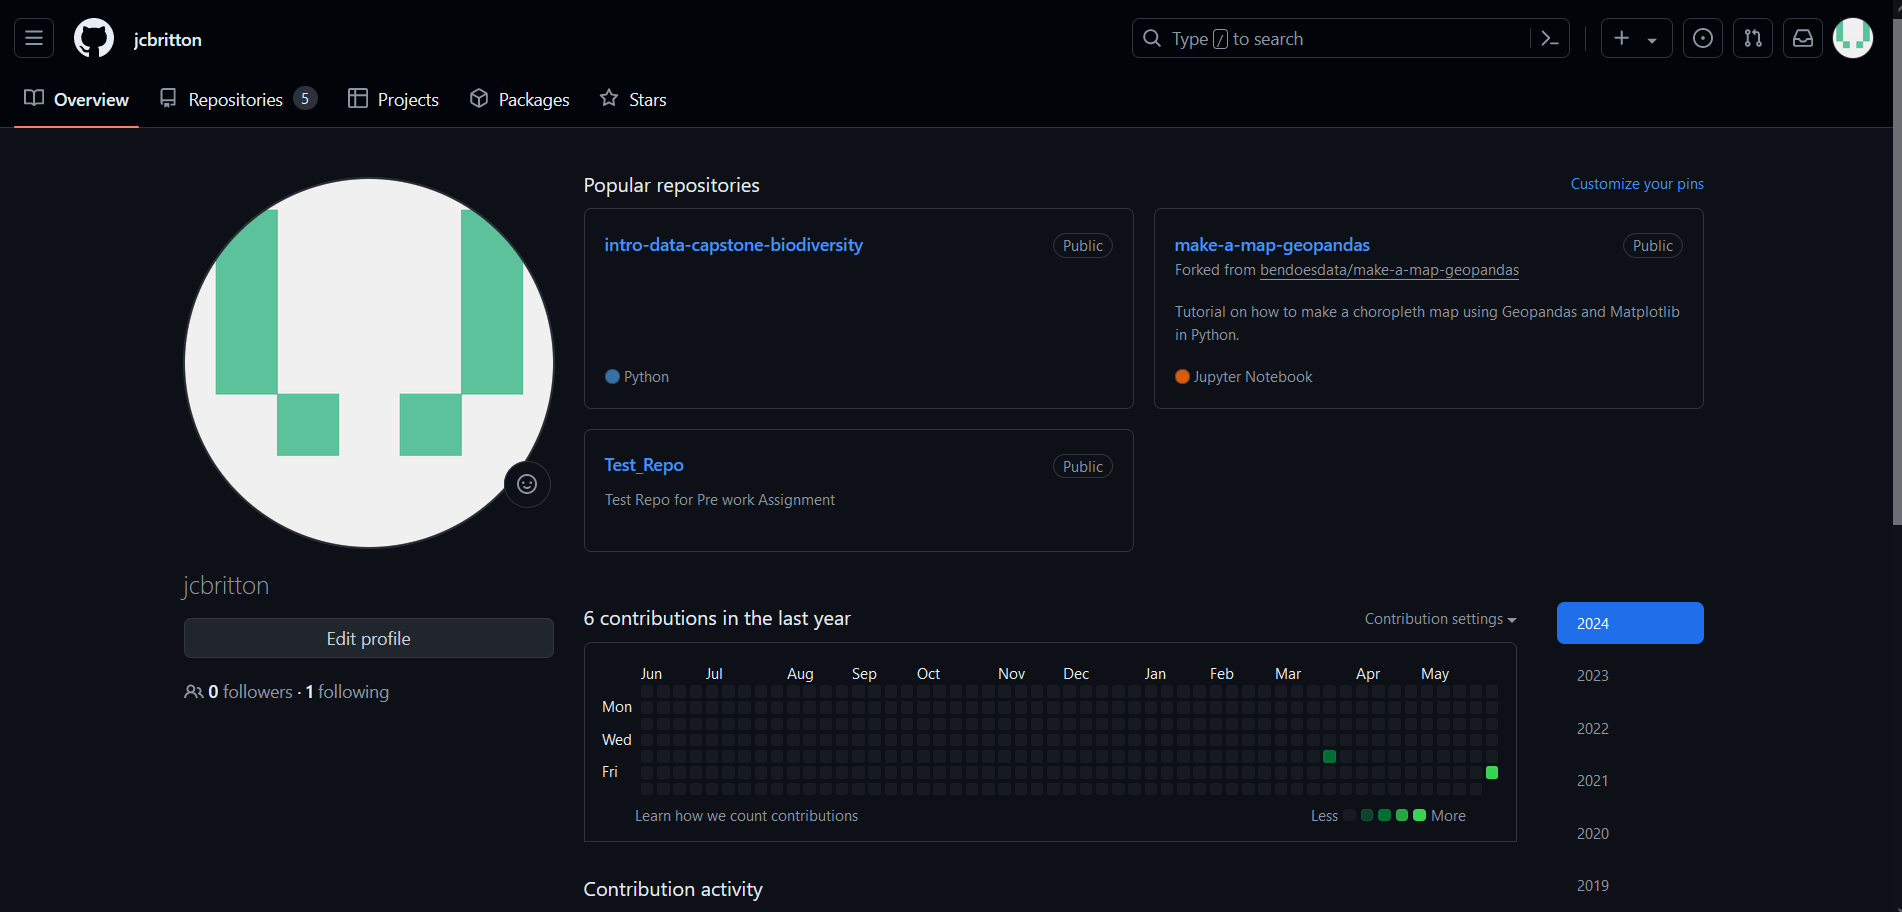 jcbritton
Type / to search
Overview
Repositories 5
Projects
Packages
Stars
Popular repositories
Customize your pins
intro-data-capstone-biodiversity
Public
Python
make-a-map-geopandas
Public
Forked from bendoesdata/make-a-map-geopandas
Tutorial on how to make a choropleth map using Geopandas and Matplotlib
in Python.
Jupyter Notebook
Test_Repo
Public
Test Repo for Pre work Assignment
jcbritton
Edit profile
0 followers · 1 following
6 contributions in the last year
Contribution settings
Jun Jul Aug Sep Oct Nov Dec Jan Feb Mar Apr May
Mon
Wed
Fri
Learn how we count contributions
Less More
2024
2023
2022
2021
2020
2019
Contribution activity